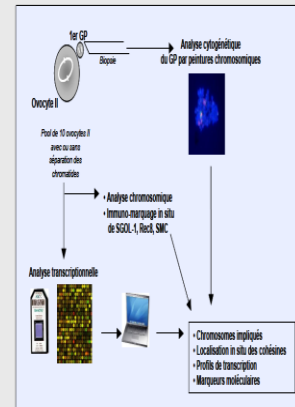 1er GP
Biopsie
Analyse cytogénétique
du GP par peintures chromosomiques
Ovocyte II
Pool de 10 ovocytes II
avec ou sans
séparation des
chromatides
• Analyse chromosomique
• Immuno-marquage in situ
de SGOL-1, Rec8, SMC
Analyse transcriptionnelle
• Chromosomes impliqués
• Localisation in situ des cohésines
• Profils de transcription
• Marqueurs moléculaires